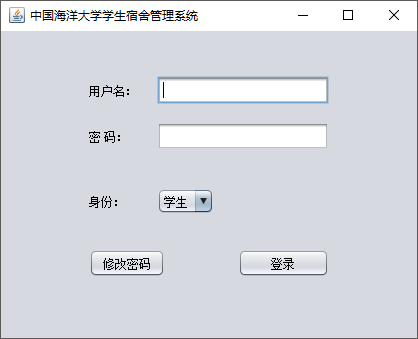 中国海洋大学学生宿舍管理系统
用户名：
密 码：
身份： 学生
修改密码 登录